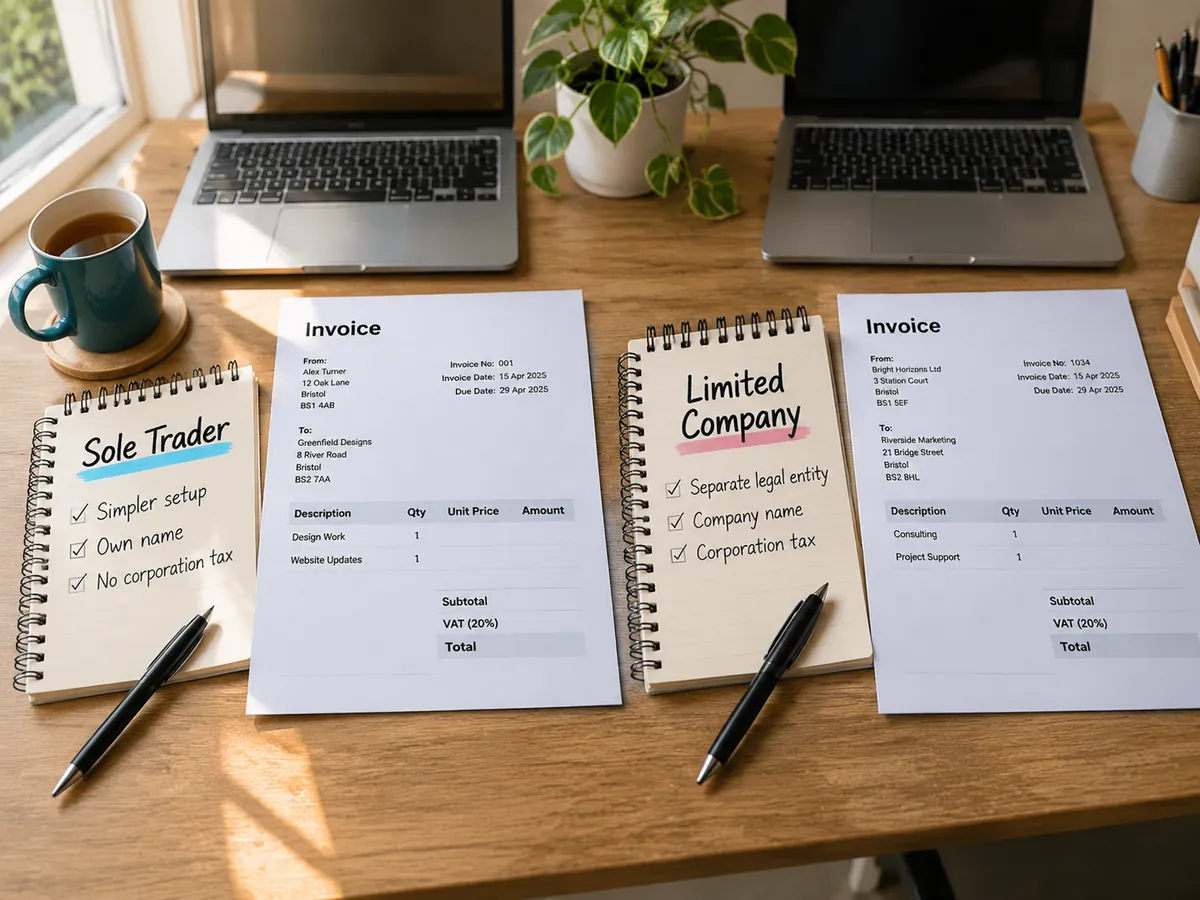 Sole Trader
Simpler setup
Own name
No corporation tax
Invoice
From:
Alex Turner
12 Oak Lane
Bristol
BS1 4AB
Invoice No: 001
Invoice Date: 15 Apr 2025
Due Date: 29 Apr 2025
To:
Greenfield Designs
8 River Road
Bristol
BS2 7AA
Description Qty Unit Price Amount
Design Work 1
Website Updates 1
Subtotal
VAT (20%)
Total
Limited
Company
Separate legal entity
Company name
Corporation tax
Invoice
From:
Bright Horizons Ltd
3 Station Court
Bristol
BS1 5EF
Invoice No: 1034
Invoice Date: 15 Apr 2025
Due Date: 29 Apr 2025
To:
Riverside Marketing
21 Bridge Street
Bristol
BS2 8HL
Description Qty Unit Price Amount
Consulting 1
Project Support 1
Subtotal
VAT (20%)
Total